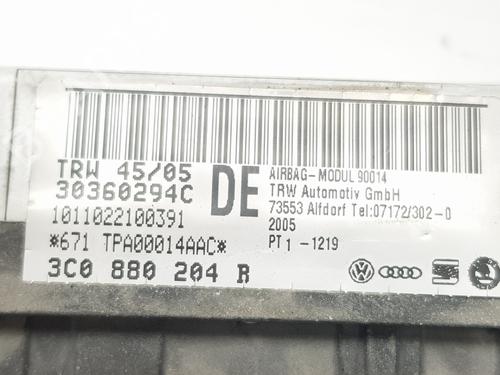 TRW 45/05
30360294C
1011022100391
*671 TPA00014AAC*
3C0 880 204 B
DE
AIRBAG-MODUL 90014
TRW Automotiv GmbH
73553 Alfdorf Tel:07172/302-0
2005
PT1 -1219